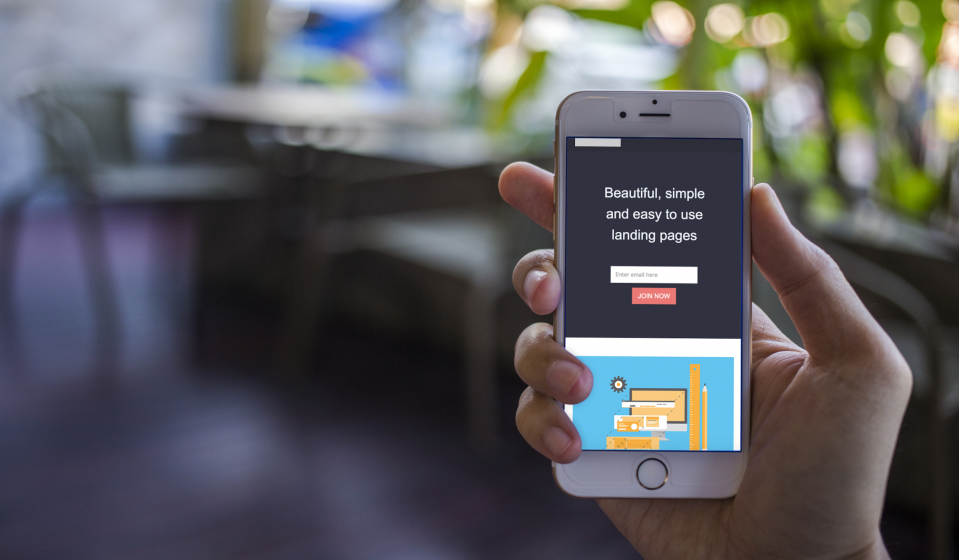 Beautiful, simple
and easy to use
landing pages
Enter email here
JOIN NOW